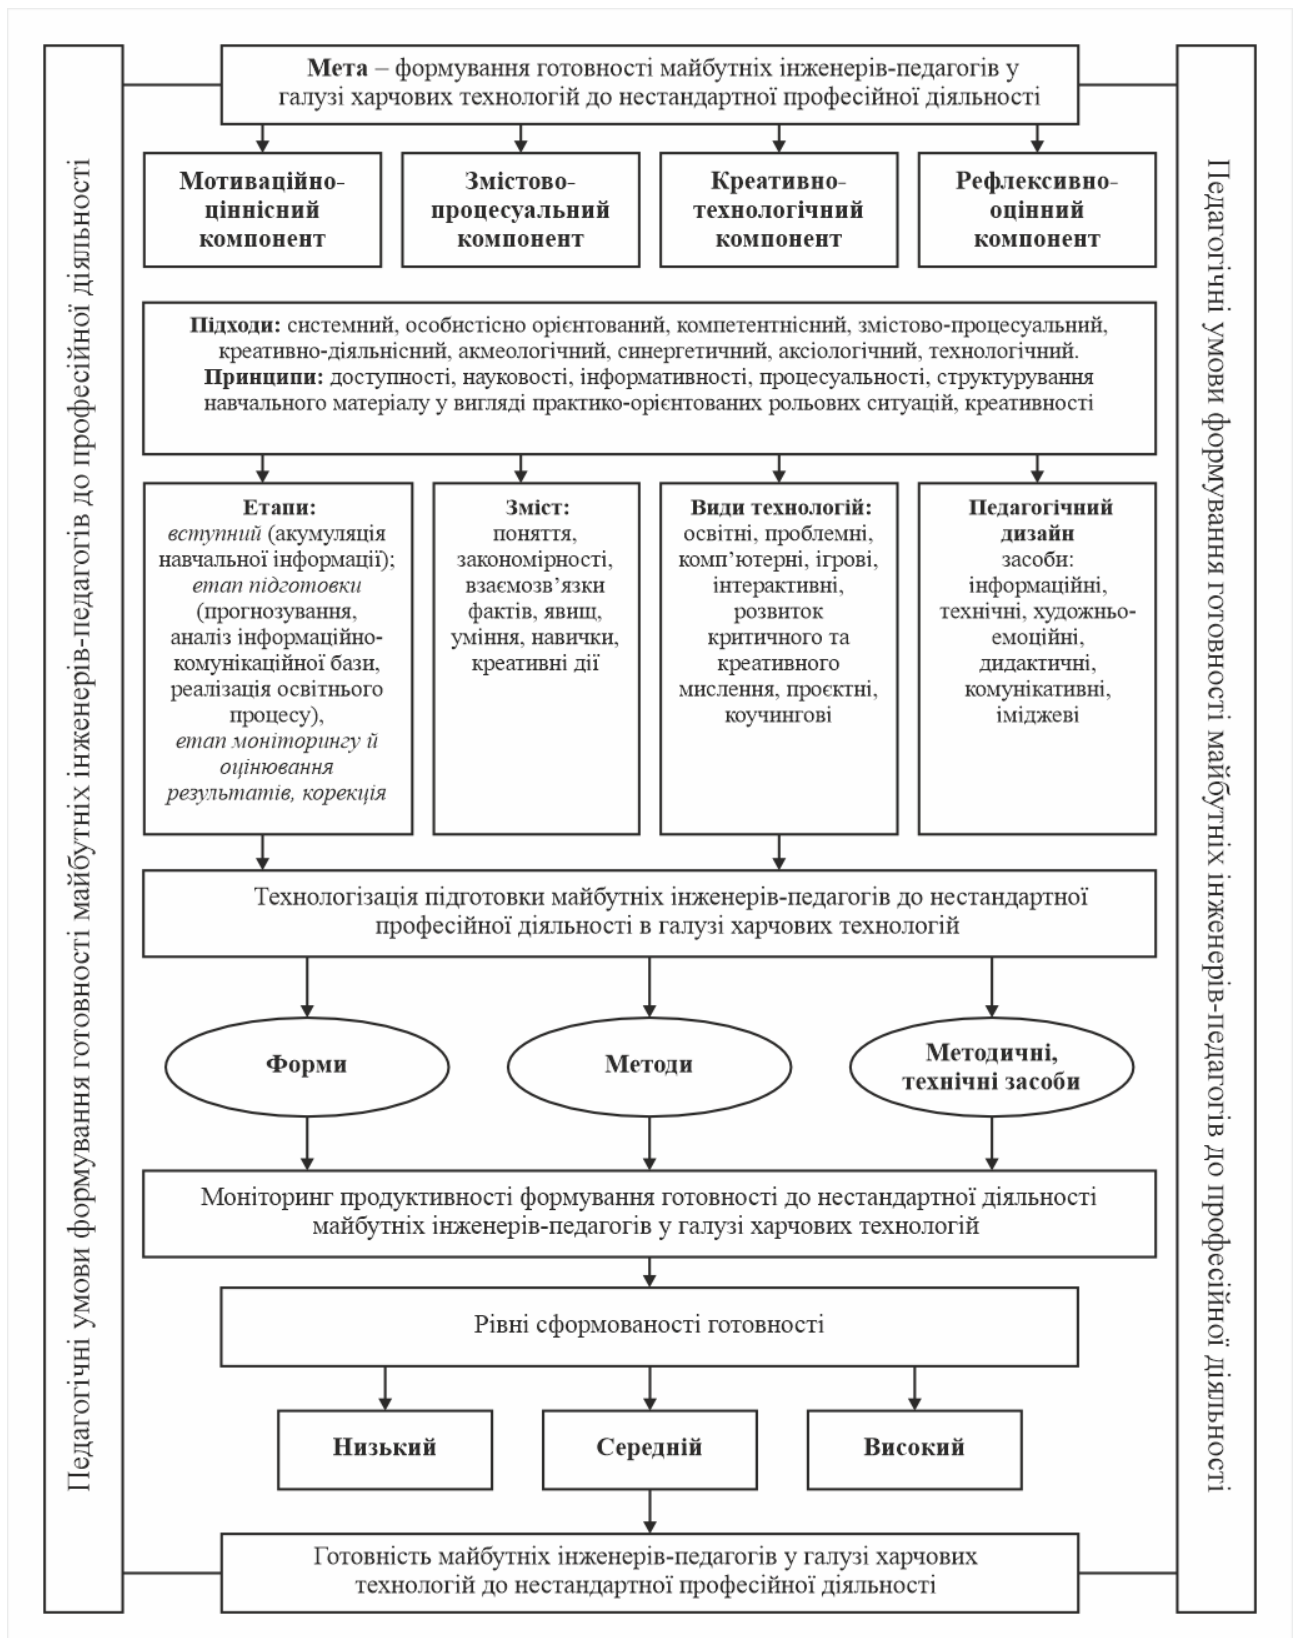 Педагогічні умови формування готовності майбутніх інженерів-педагогів до професійної діяльності
Мета – формування готовності майбутніх інженерів-педагогів у
галузі харчових технологій до нестандартної професійної діяльності
Мотиваційно-
ціннісний
компонент
Змістово-
процесуальний
компонент
Креативно-
технологічний
компонент
Рефлексивно-
оцінний
компонент
Підходи: системний, особистісно орієнтований, компетентнісний, змістово-процесуальний,
креативно-діяльнісний, акмеологічний, синергетичний, аксіологічний, технологічний.
Принципи: доступності, науковості, інформативності, процесуальності, структурування
навчального матеріалу у вигляді практико-орієнтованих рольових ситуацій, креативності
Етапи:
вступний (акумуляція
навчальної інформації);
етап підготовки
(прогнозування,
аналіз інформаційно-
комунікаційної бази,
реалізація освітнього
процесу),
етап моніторингу й
оцінювання
результатів, корекція
Зміст:
поняття,
закономірності,
взаємозв’язки
фактів, явищ,
уміння, навички,
креативні дії
Види технологій:
освітні, проблемні,
комп’ютерні, ігрові,
інтерактивні,
розвиток
критичного та
креативного
мислення, проєктні,
коучингові
Педагогічний
дизайн
засоби:
інформаційні,
технічні, художньо-
емоційні,
дидактичні,
комунікативні,
іміджеві
Технологізація підготовки майбутніх інженерів-педагогів до нестандартної
професійної діяльності в галузі харчових технологій
Форми
Методи
Методичні,
технічні засоби
Моніторинг продуктивності формування готовності до нестандартної діяльності
майбутніх інженерів-педагогів у галузі харчових технологій
Рівні сформованості готовності
Низький
Середній
Високий
Готовність майбутніх інженерів-педагогів у галузі харчових
технологій до нестандартної професійної діяльності
Педагогічні умови формування готовності майбутніх інженерів-педагогів до професійної діяльності